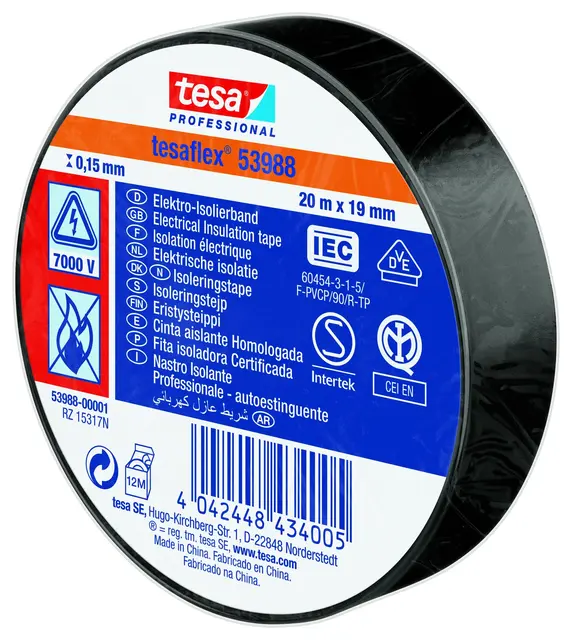 tesa
PROFESSIONAL
tesaflex® 53988
0,15 mm
20 m x 19 mm
7000 V
D Elektro-Isolierband
GB Electrical Insulation tape
F Isolation électrique
NL Elektrische isolatie
DK N Isoleringstape
S Isoleringstejp
FIN Eristysteippi
E Cinta aislante Homologada
P Fita isoladora Certificada
I Nastro Isolante
Professionale - autoestinguente
شريط عازل كهربائي AR
IEC
60454-3-1-5/
F-PVCP/90/R-TP
DVE
S
Intertek
CEI EN
53988-00001
RZ 15317N
12M
4 042448 434005
tesa SE, Hugo-Kirchberg-Str. 1, D-22848 Norderstedt
® = reg. tm. tesa SE, www.tesa.com
Made in China. Fabricado en China.
Fabricado na China.